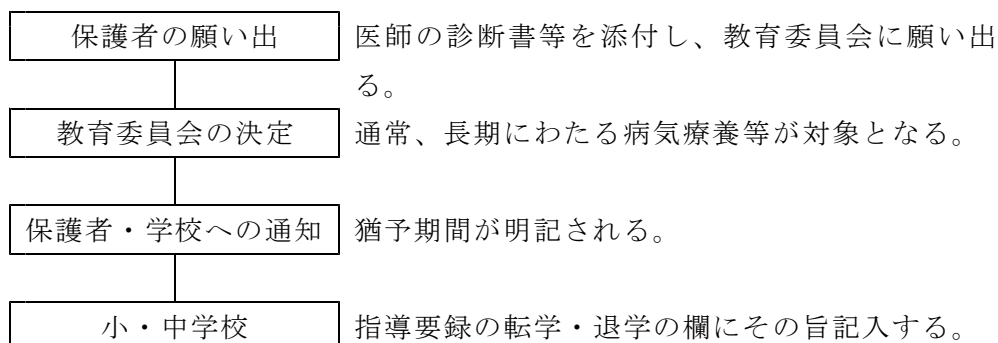 保護者の願い出 医師の診断書等を添付し、教育委員会に願い出
る。
教育委員会の決定 通常、長期にわたる病気療養等が対象となる。
保護者・学校への通知 猶予期間が明記される。
小・中学校 指導要録の転学・退学の欄にその旨記入する。